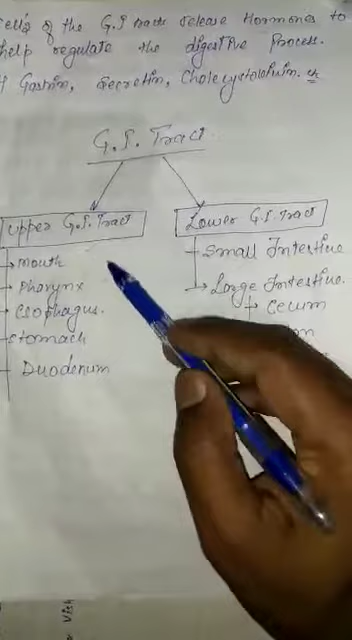 cells of the G.I tracts release Hormones to
help regulate the digestive Process.
Gastrin, Secretin, Cholecystokinin.
G.I. Tract
Upper G.I. Tract
Lower G.I. Tract
Mouth
Pharynx
Esophagus.
Stomach
Duodenum
Small Intestine
Large Intestine.
Cecum